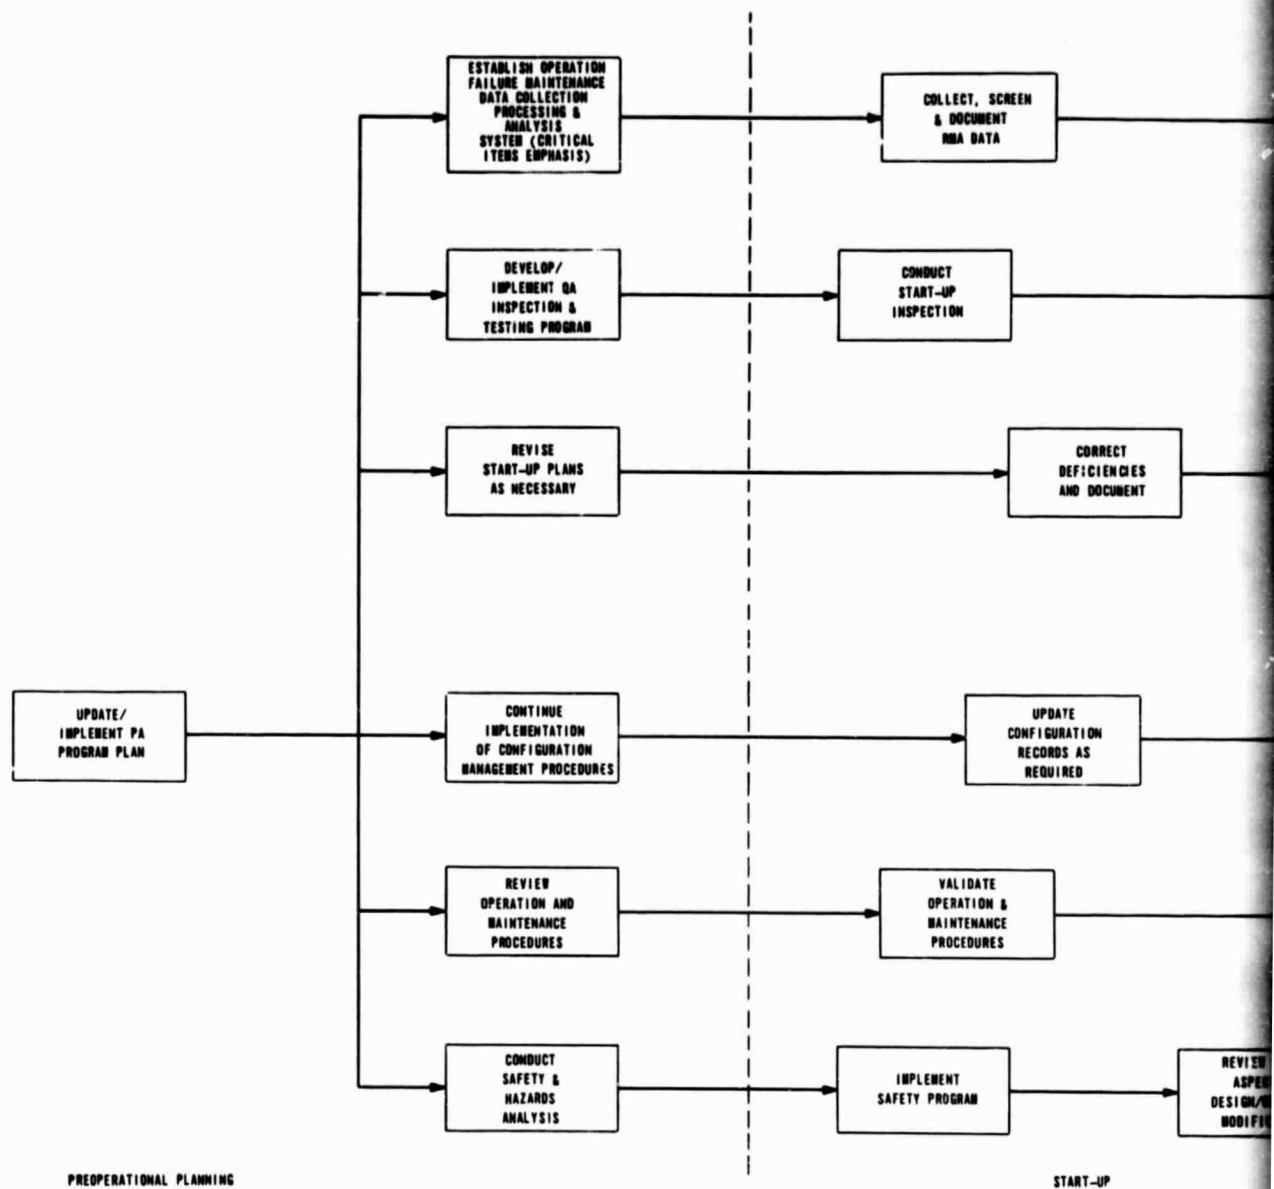 ESTABLISH OPERATION
FAILURE MAINTENANCE
DATA COLLECTION
PROCESSING &
ANALYSIS
SYSTEM (CRITICAL
ITEMS EMPHASIS)
COLLECT, SCREEN
& DOCUMENT
RMA DATA
DEVELOP/
IMPLEMENT QA
INSPECTION &
TESTING PROGRAM
CONDUCT
START-UP
INSPECTION
REVISE
START-UP PLANS
AS NECESSARY
CORRECT
DEFICIENCIES
AND DOCUMENT
UPDATE/
IMPLEMENT PA
PROGRAM PLAN
CONTINUE
IMPLEMENTATION
OF CONFIGURATION
MANAGEMENT PROCEDURES
UPDATE
CONFIGURATION
RECORDS AS
REQUIRED
REVIEW
OPERATION AND
MAINTENANCE
PROCEDURES
VALIDATE
OPERATION &
MAINTENANCE
PROCEDURES
CONDUCT
SAFETY &
HAZARDS
ANALYSIS
IMPLEMENT
SAFETY PROGRAM
REVIEW
PREOPERATIONAL PLANNING
START-UP